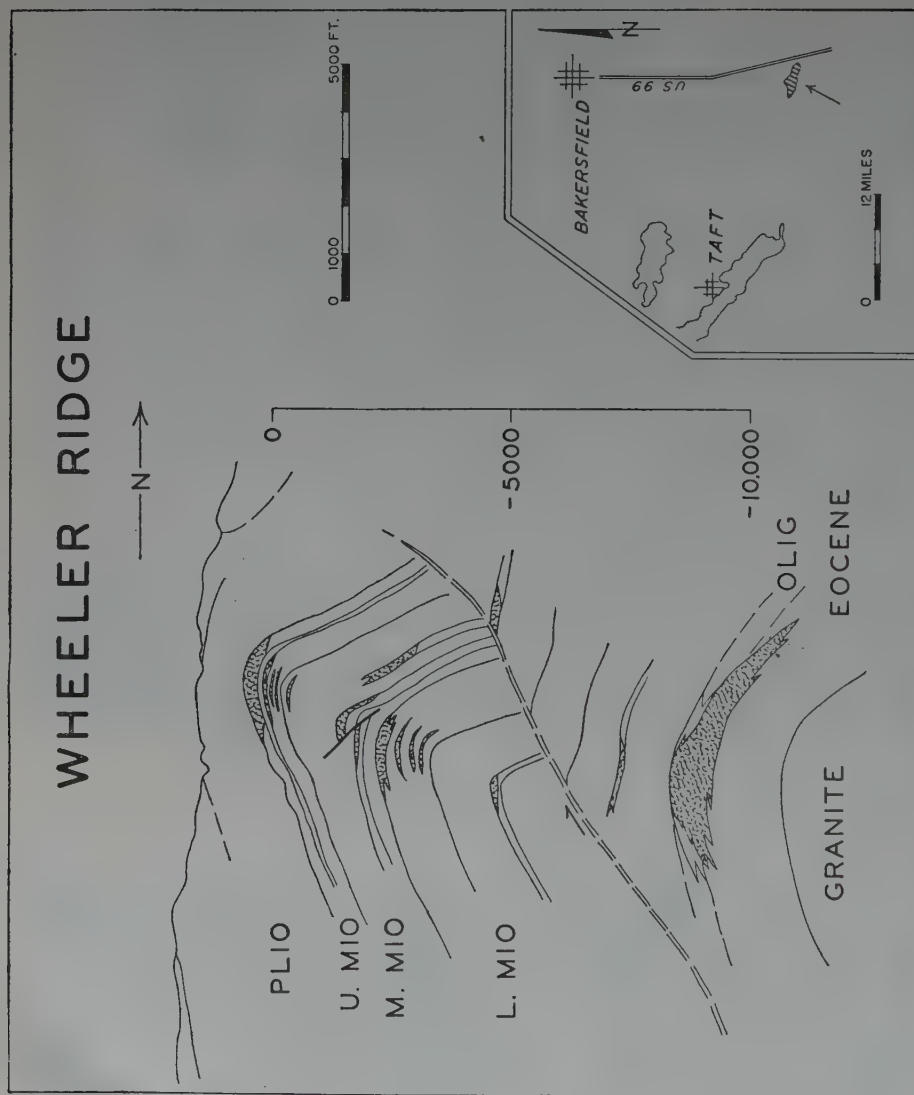 WHEELER RIDGE
N
0 1000 5000 FT.
PLIO
U. MIO
M. MIO
L. MIO
0
-5000
-10,000
OLIG
EOCENE
GRANITE
N
BAKERSFIELD
US 99
TAFT
0 12 MILES